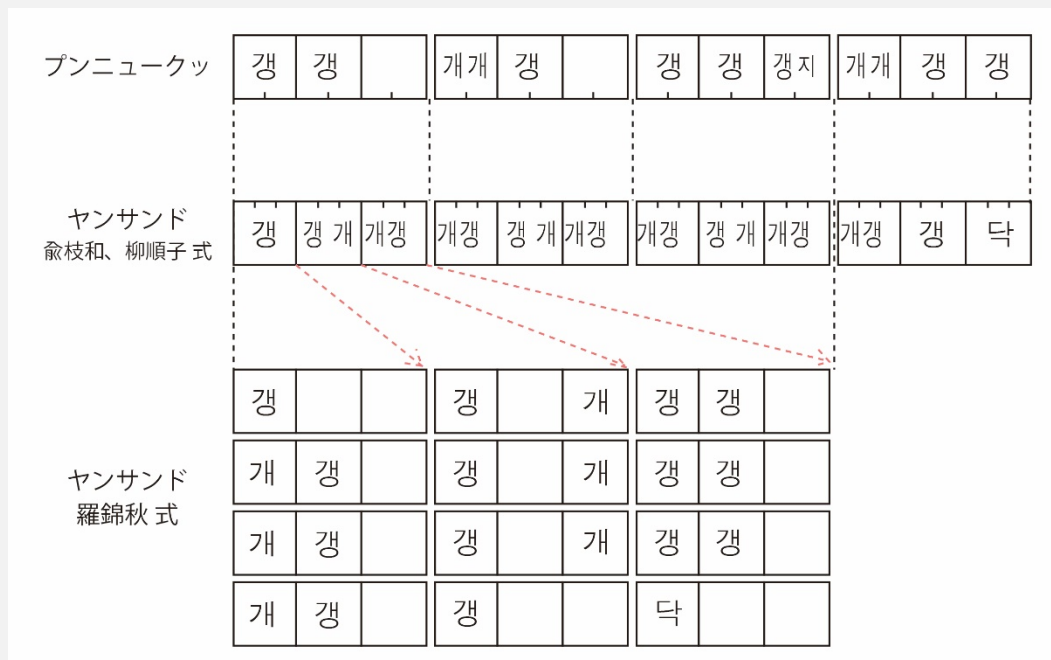 プンニュークッ 갱 갱 개개 갱 갱 갱 갱지 개개 갱 갱
ヤンサンド
兪枝和、柳順子 式
갱 갱 개 개갱 개갱 갱 개 개갱 개갱 갱 개 개갱 개갱 갱 닥
갱 갱 개 갱 갱
개 갱 갱 개 갱 갱
ヤンサンド
羅錦秋 式
개 갱 갱 개 갱 갱
개 갱 갱 닥